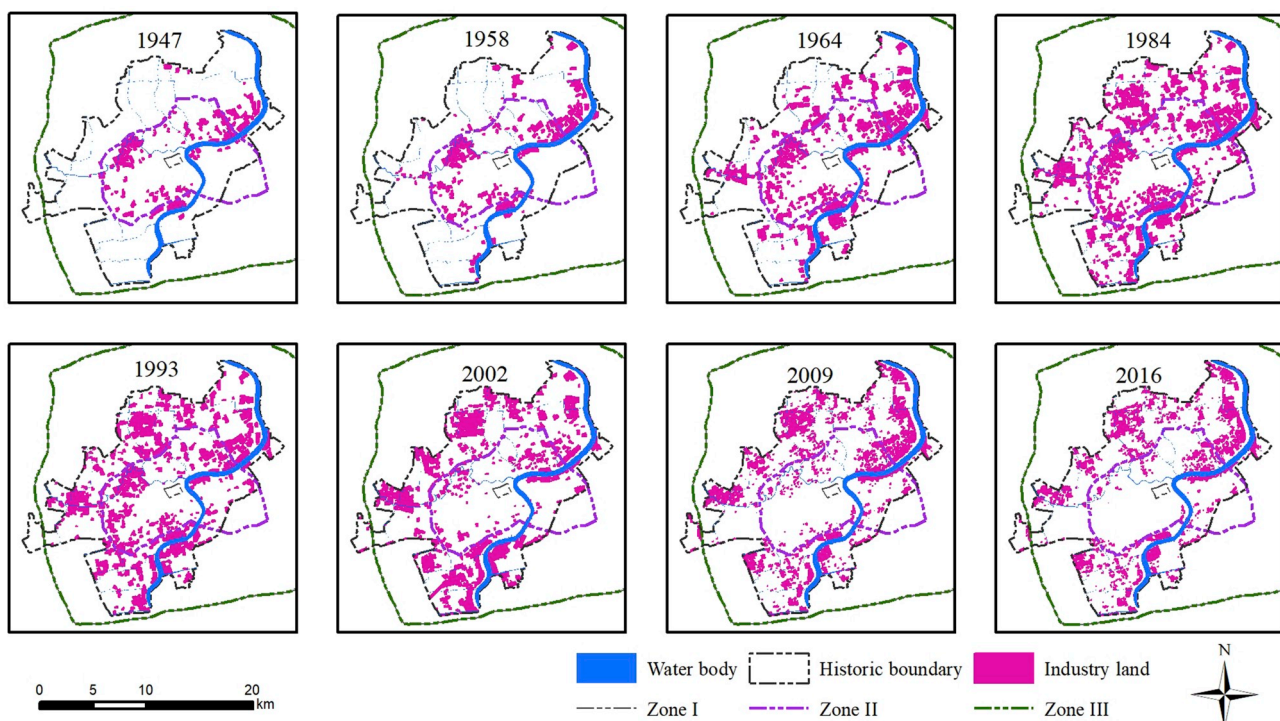 1947
1958
1964
1984
1993
2002
2009
2016
Water body
Historic boundary
Industry land
N
0 5 10 20
km
Zone I
Zone II
Zone III